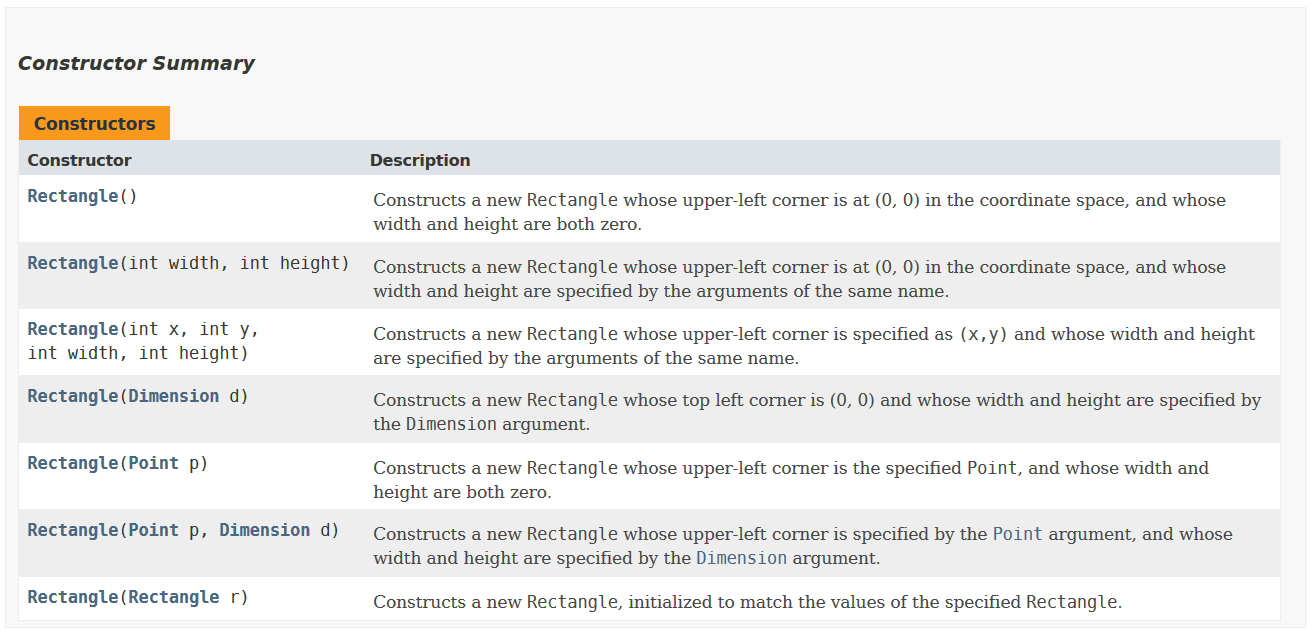 Constructor Summary
Constructors
Constructor Description
Rectangle() Constructs a new Rectangle whose upper-left corner is at (0, 0) in the coordinate space, and whose
width and height are both zero.
Rectangle(int width, int height) Constructs a new Rectangle whose upper-left corner is at (0, 0) in the coordinate space, and whose
width and height are specified by the arguments of the same name.
Rectangle(int x, int y, Constructs a new Rectangle whose upper-left corner is specified as (x,y) and whose width and height
int width, int height) are specified by the arguments of the same name.
Rectangle(Dimension d) Constructs a new Rectangle whose top left corner is (0, 0) and whose width and height are specified by
the Dimension argument.
Rectangle(Point p) Constructs a new Rectangle whose upper-left corner is the specified Point, and whose width and
height are both zero.
Rectangle(Point p, Dimension d) Constructs a new Rectangle whose upper-left corner is specified by the Point argument, and whose
width and height are specified by the Dimension argument.
Rectangle(Rectangle r) Constructs a new Rectangle, initialized to match the values of the specified Rectangle.